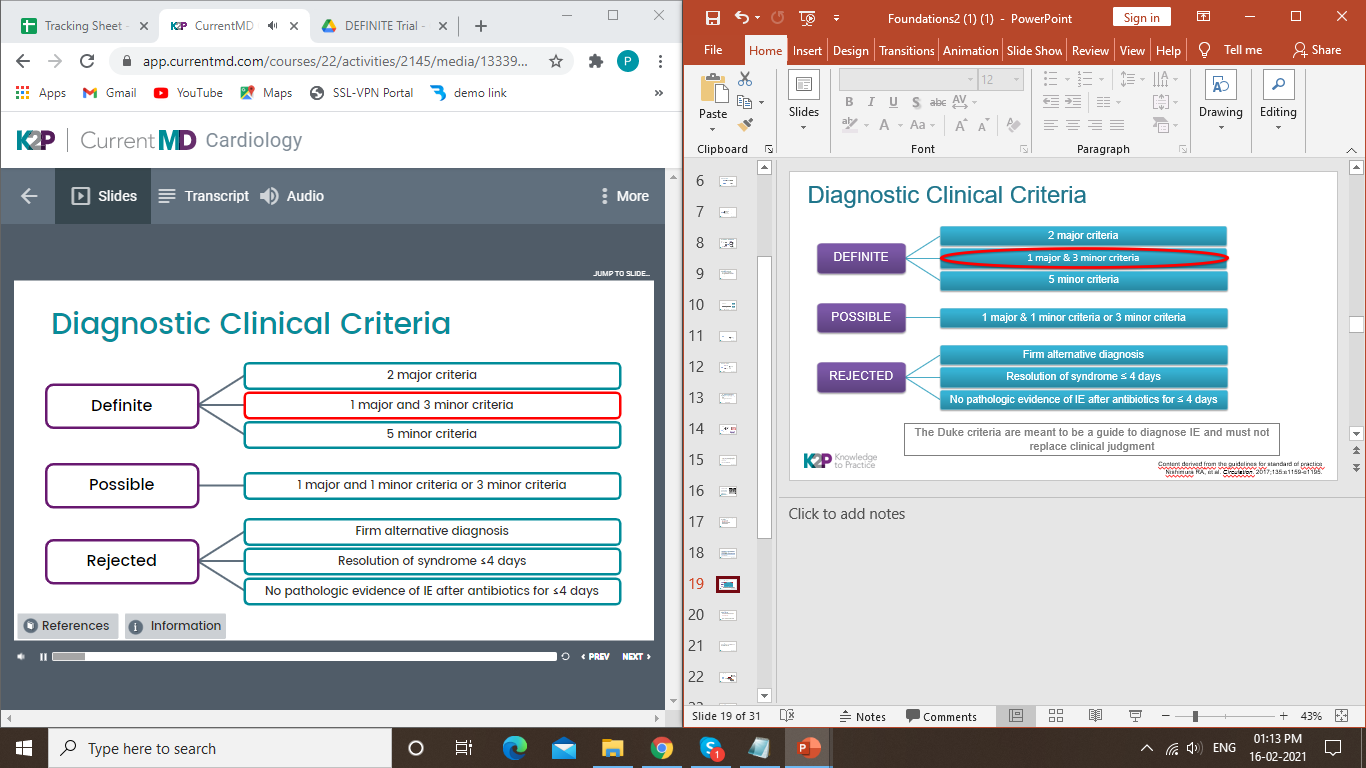 Tracking Sheet -
CurrentMD
DEFINITE Trial -
app.currentmd.com/courses/22/activities/2145/media/13339...
P
Apps
Gmail
YouTube
Maps
SSL-VPN Portal
demo link
»
K2P CurrentMD Cardiology
Slides
Transcript
Audio
More
JUMP TO SLIDE...
Diagnostic Clinical Criteria
Definite
2 major criteria
1 major and 3 minor criteria
5 minor criteria
Possible
1 major and 1 minor criteria or 3 minor criteria
Rejected
Firm alternative diagnosis
Resolution of syndrome ≤4 days
No pathologic evidence of IE after antibiotics for ≤4 days
References
Information
‹ PREV
NEXT ›
Foundations2 (1) (1) - PowerPoint
Sign in
File
Home
Insert
Design
Transitions
Animation
Slide Show
Review
View
Help
Tell me
Share
Paste
Clipboard
Slides
12
B I U S abc AV
A Aa A A
Font
Paragraph
Drawing
Editing
6
7
8
9
10
11
12
13
14
15
16
17
18
19
20
21
22
Diagnostic Clinical Criteria
DEFINITE
2 major criteria
1 major & 3 minor criteria
5 minor criteria
POSSIBLE
1 major & 1 minor criteria or 3 minor criteria
REJECTED
Firm alternative diagnosis
Resolution of syndrome ≤ 4 days
No pathologic evidence of IE after antibiotics for ≤ 4 days
The Duke criteria are meant to be a guide to diagnose IE and must not
replace clinical judgment
K2P Knowledge
to Practice
Content derived from the guidelines for standard of practice
Nishimura RA, et al. Circulation. 2017;135:e1159-e1195.
Click to add notes
Slide 19 of 31
Notes
Comments
43%
Type here to search
1
ENG
01:13 PM
16-02-2021